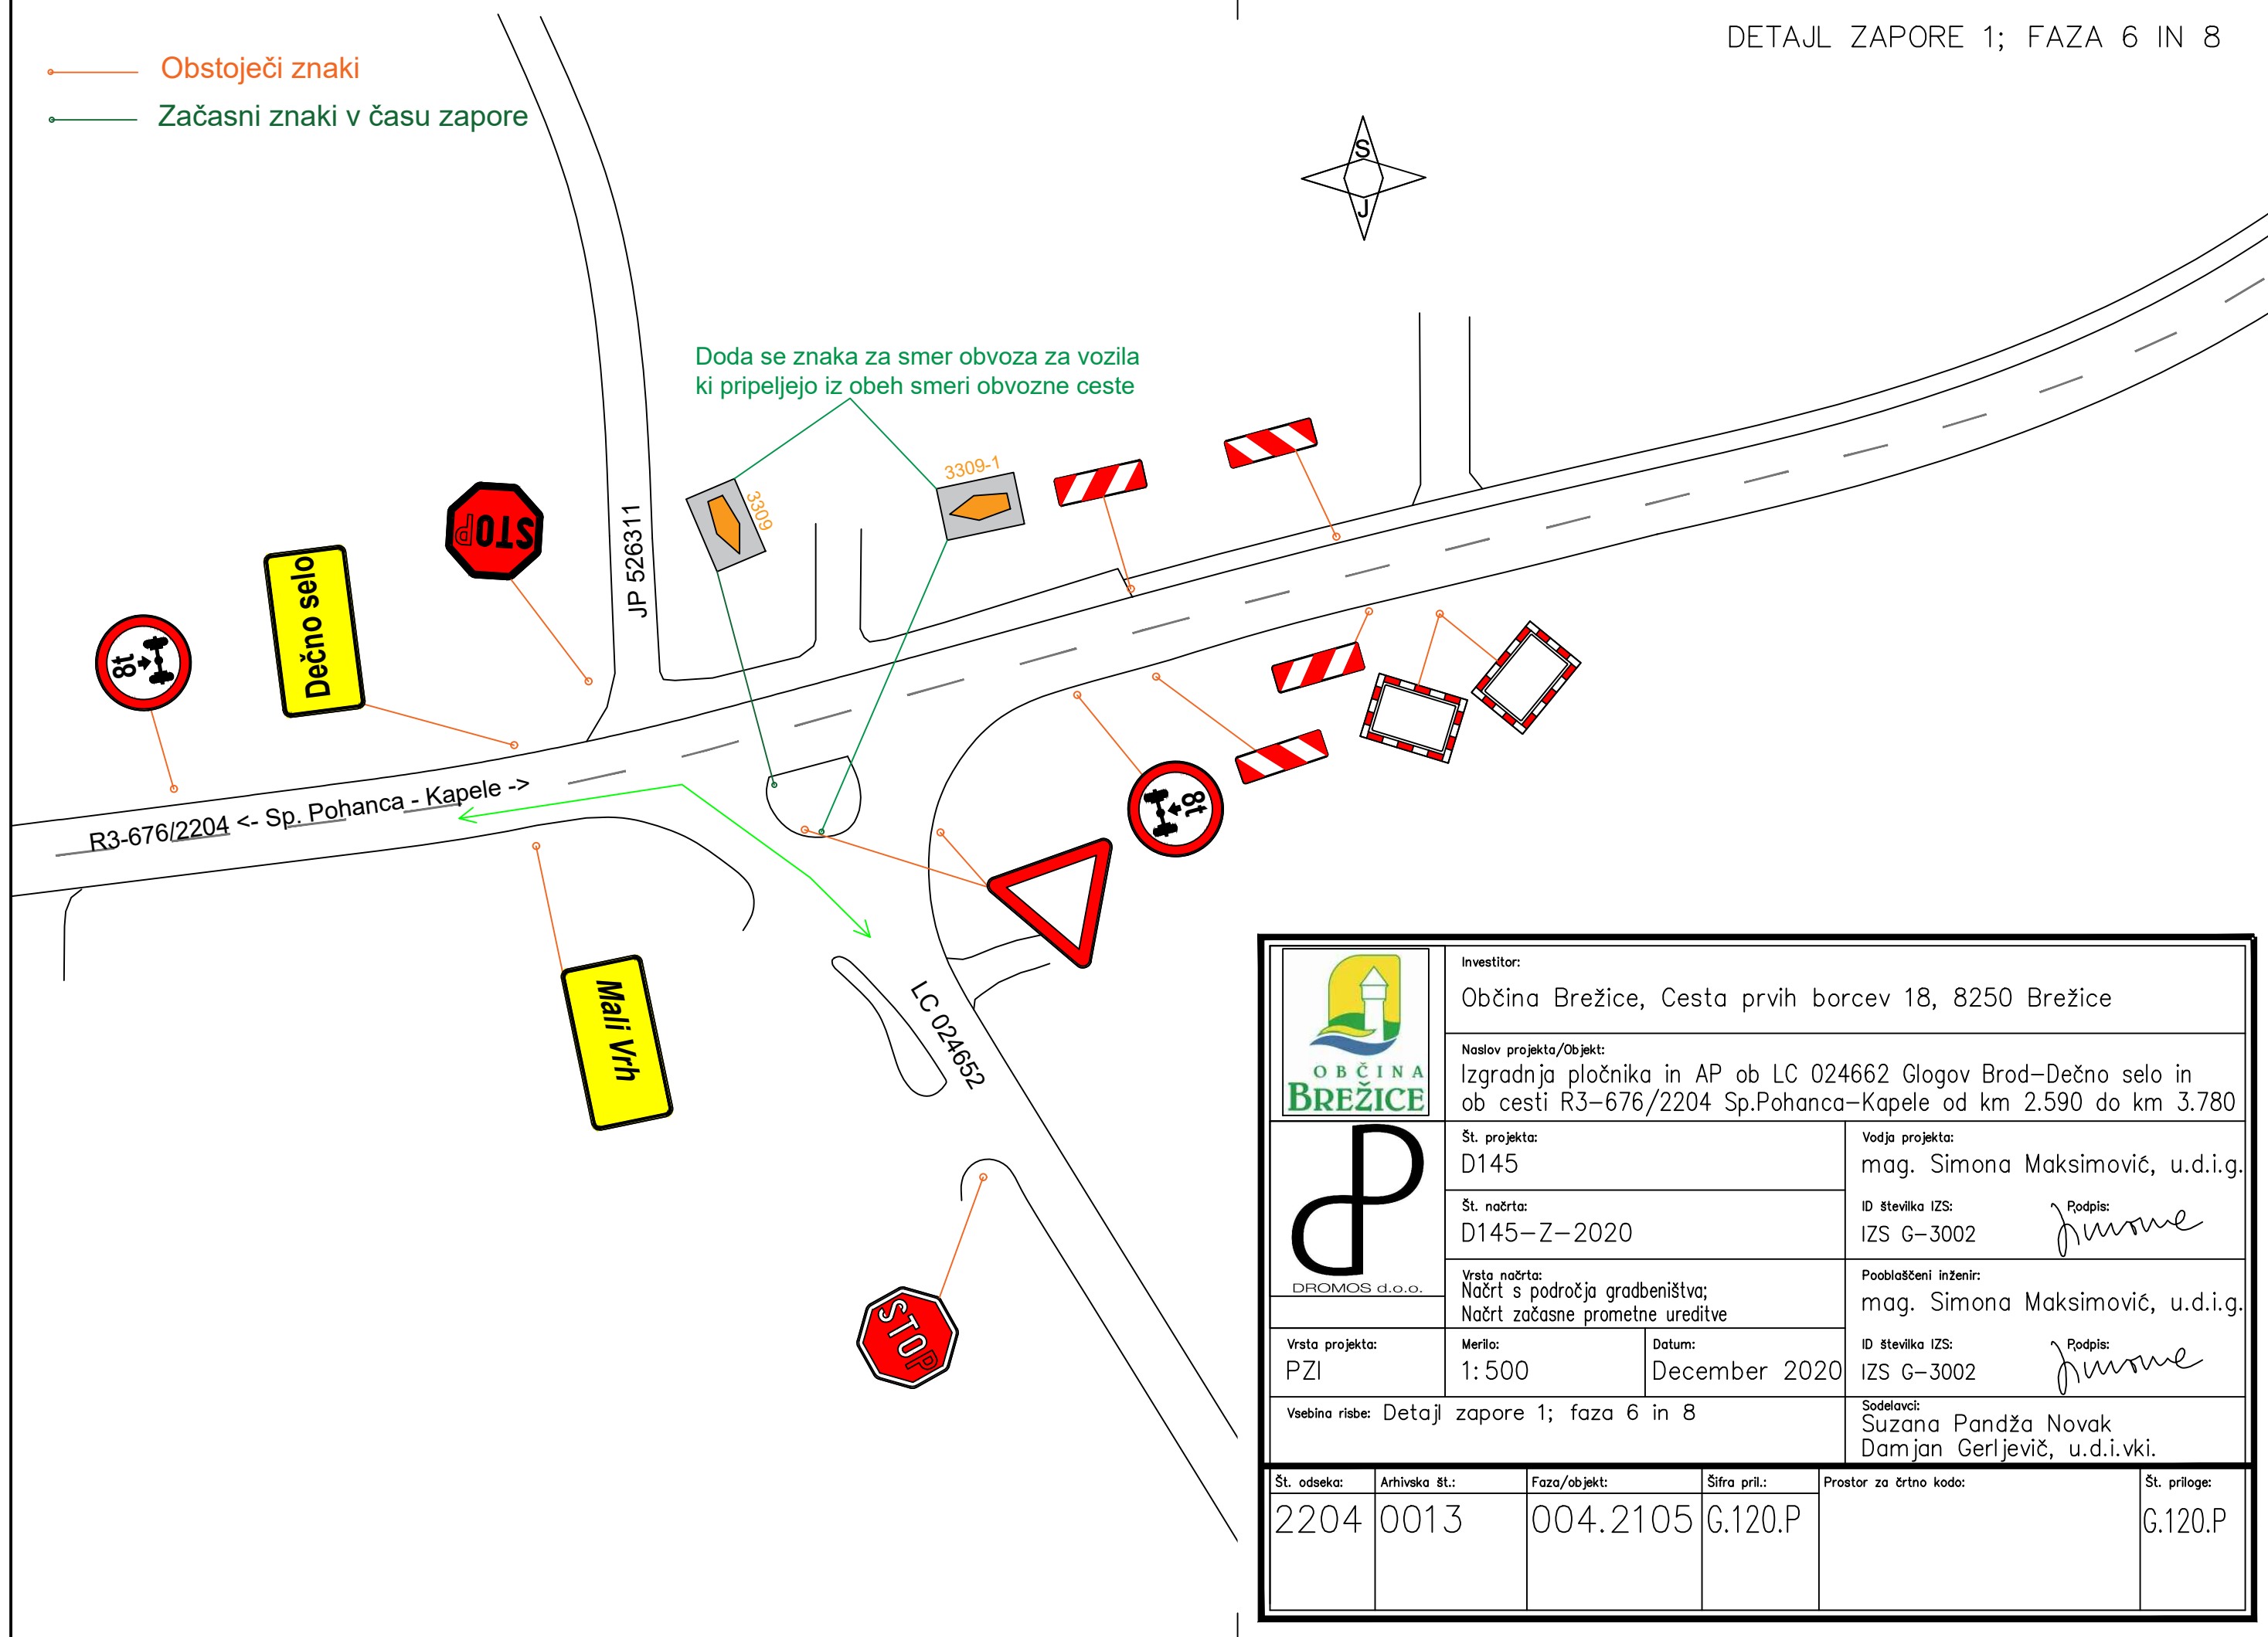 DETAJL ZAPORE 1; FAZA 6 IN 8
Obstoječi znaki
Začasni znaki v času zapore
S
J
Doda se znaka za smer obvoza za vozila
ki pripeljejo iz obeh smeri obvozne ceste
3309
3309-1
STOP
JP 526311
Dečno selo
8t
R3-676/2204 <- Sp. Pohanca - Kapele ->
8t
Mali Vrh
LC 024652
STOP
OBČINA
BREŽICE
Investitor:
Občina Brežice, Cesta prvih borcev 18, 8250 Brežice
Naslov projekta/Objekt:
Izgradnja pločnika in AP ob LC 024662 Glogov Brod-Dečno selo in
ob cesti R3-676/2204 Sp.Pohanca-Kapele od km 2.590 do km 3.780
DROMOS d.o.o.
Št. projekta:
D145
Vodja projekta:
mag. Simona Maksimović, u.d.i.g.
Št. načrta:
D145-Z-2020
ID številka IZS:
IZS G-3002
Podpis:
Vrsta načrta:
Načrt s področja gradbeništva;
Načrt začasne prometne ureditve
Pooblaščeni inženir:
mag. Simona Maksimović, u.d.i.g.
Vrsta projekta:
PZI
Merilo:
1:500
Datum:
December 2020
ID številka IZS:
IZS G-3002
Podpis:
Vsebina risbe: Detajl zapore 1; faza 6 in 8
Sodelavci:
Suzana Pandža Novak
Damjan Gerljevič, u.d.i.vki.
Št. odseka:
2204
Arhivska št.:
0013
Faza/objekt:
004.2105
Šifra pril.:
G.120.P
Prostor za črtno kodo:
Št. priloge:
G.120.P